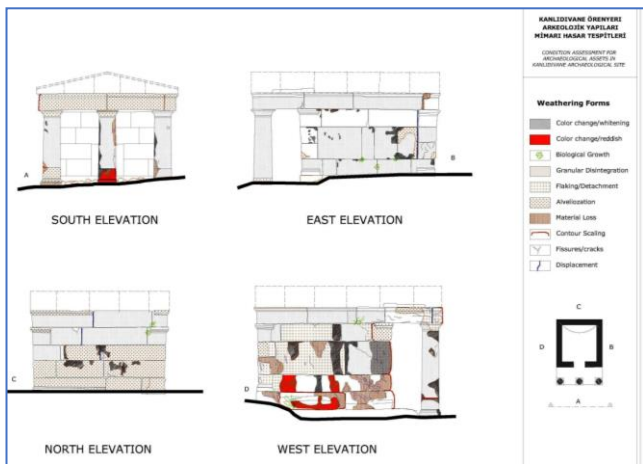 A
SOUTH ELEVATION
B
EAST ELEVATION
C
NORTH ELEVATION
D
WEST ELEVATION
KANLIDIVANE ÖRENYERI
ARKEOLOJİK YAPILARI
MİMARİ HASAR TESPİTLERİ
CONDITION ASSESSMENT FOR
ARCHAEOLOGICAL ASSETS IN
KANLIDIVANE ARCHAEOLOGICAL SITE
Weathering Forms
Color change/whitening
Color change/reddish
Biological Growth
Granular Disintegration
Flaking/Detachment
Alveliozation
Material Loss
Contour Scaling
Fissures/cracks
Displacement
C
D
B
A